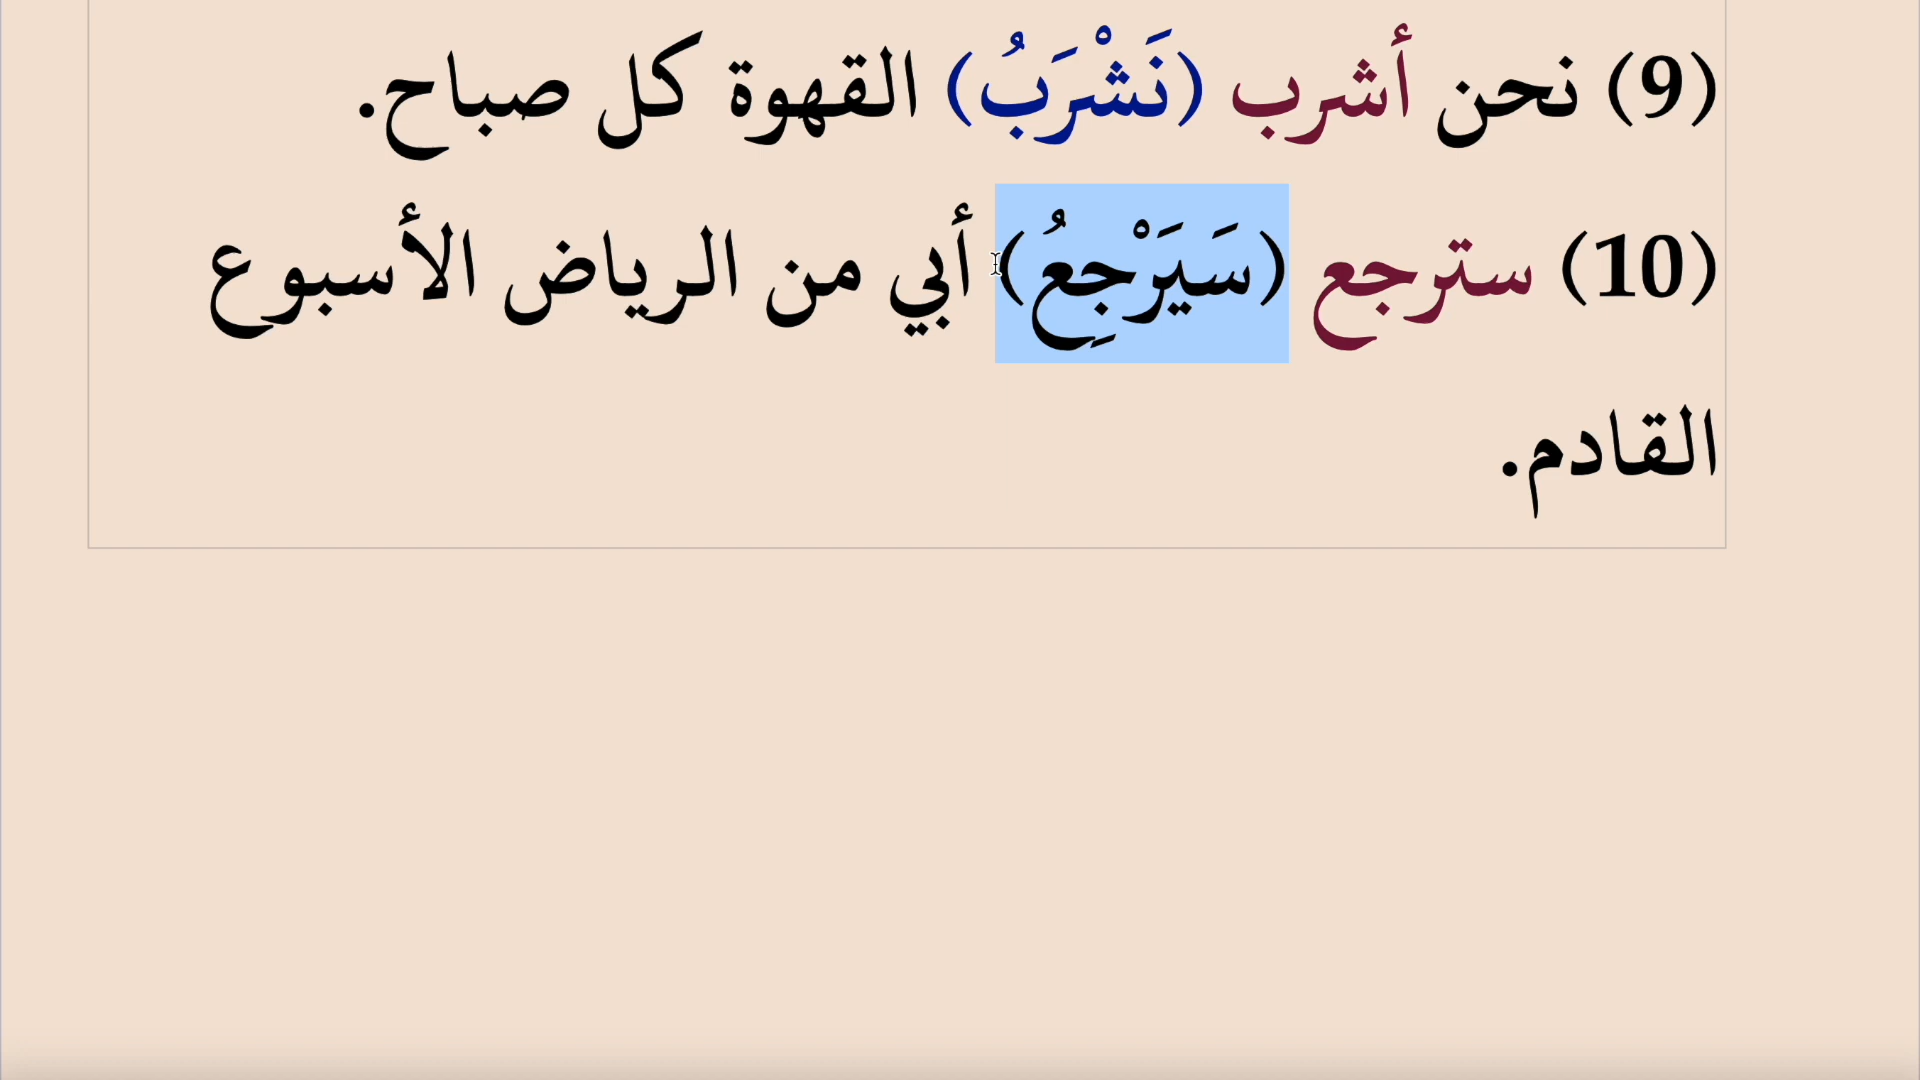 (9) نحن أشرب (نَشْرَبُ) القهوة كل صباح.
(10) سترجع (سَيَرْجِعُ) أبي من الرياض الأسبوع
القادم.